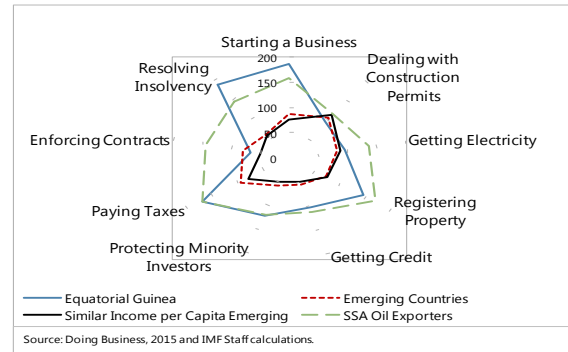 Starting a Business
Dealing with
Construction
Permits
Getting Electricity
Registering
Property
Getting Credit
Protecting Minority
Investors
Paying Taxes
Enforcing Contracts
Resolving
Insolvency
200
150
100
50
0
Equatorial Guinea
Emerging Countries
Similar Income per Capita Emerging
SSA Oil Exporters
Source: Doing Business, 2015 and IMF Staff calculations.